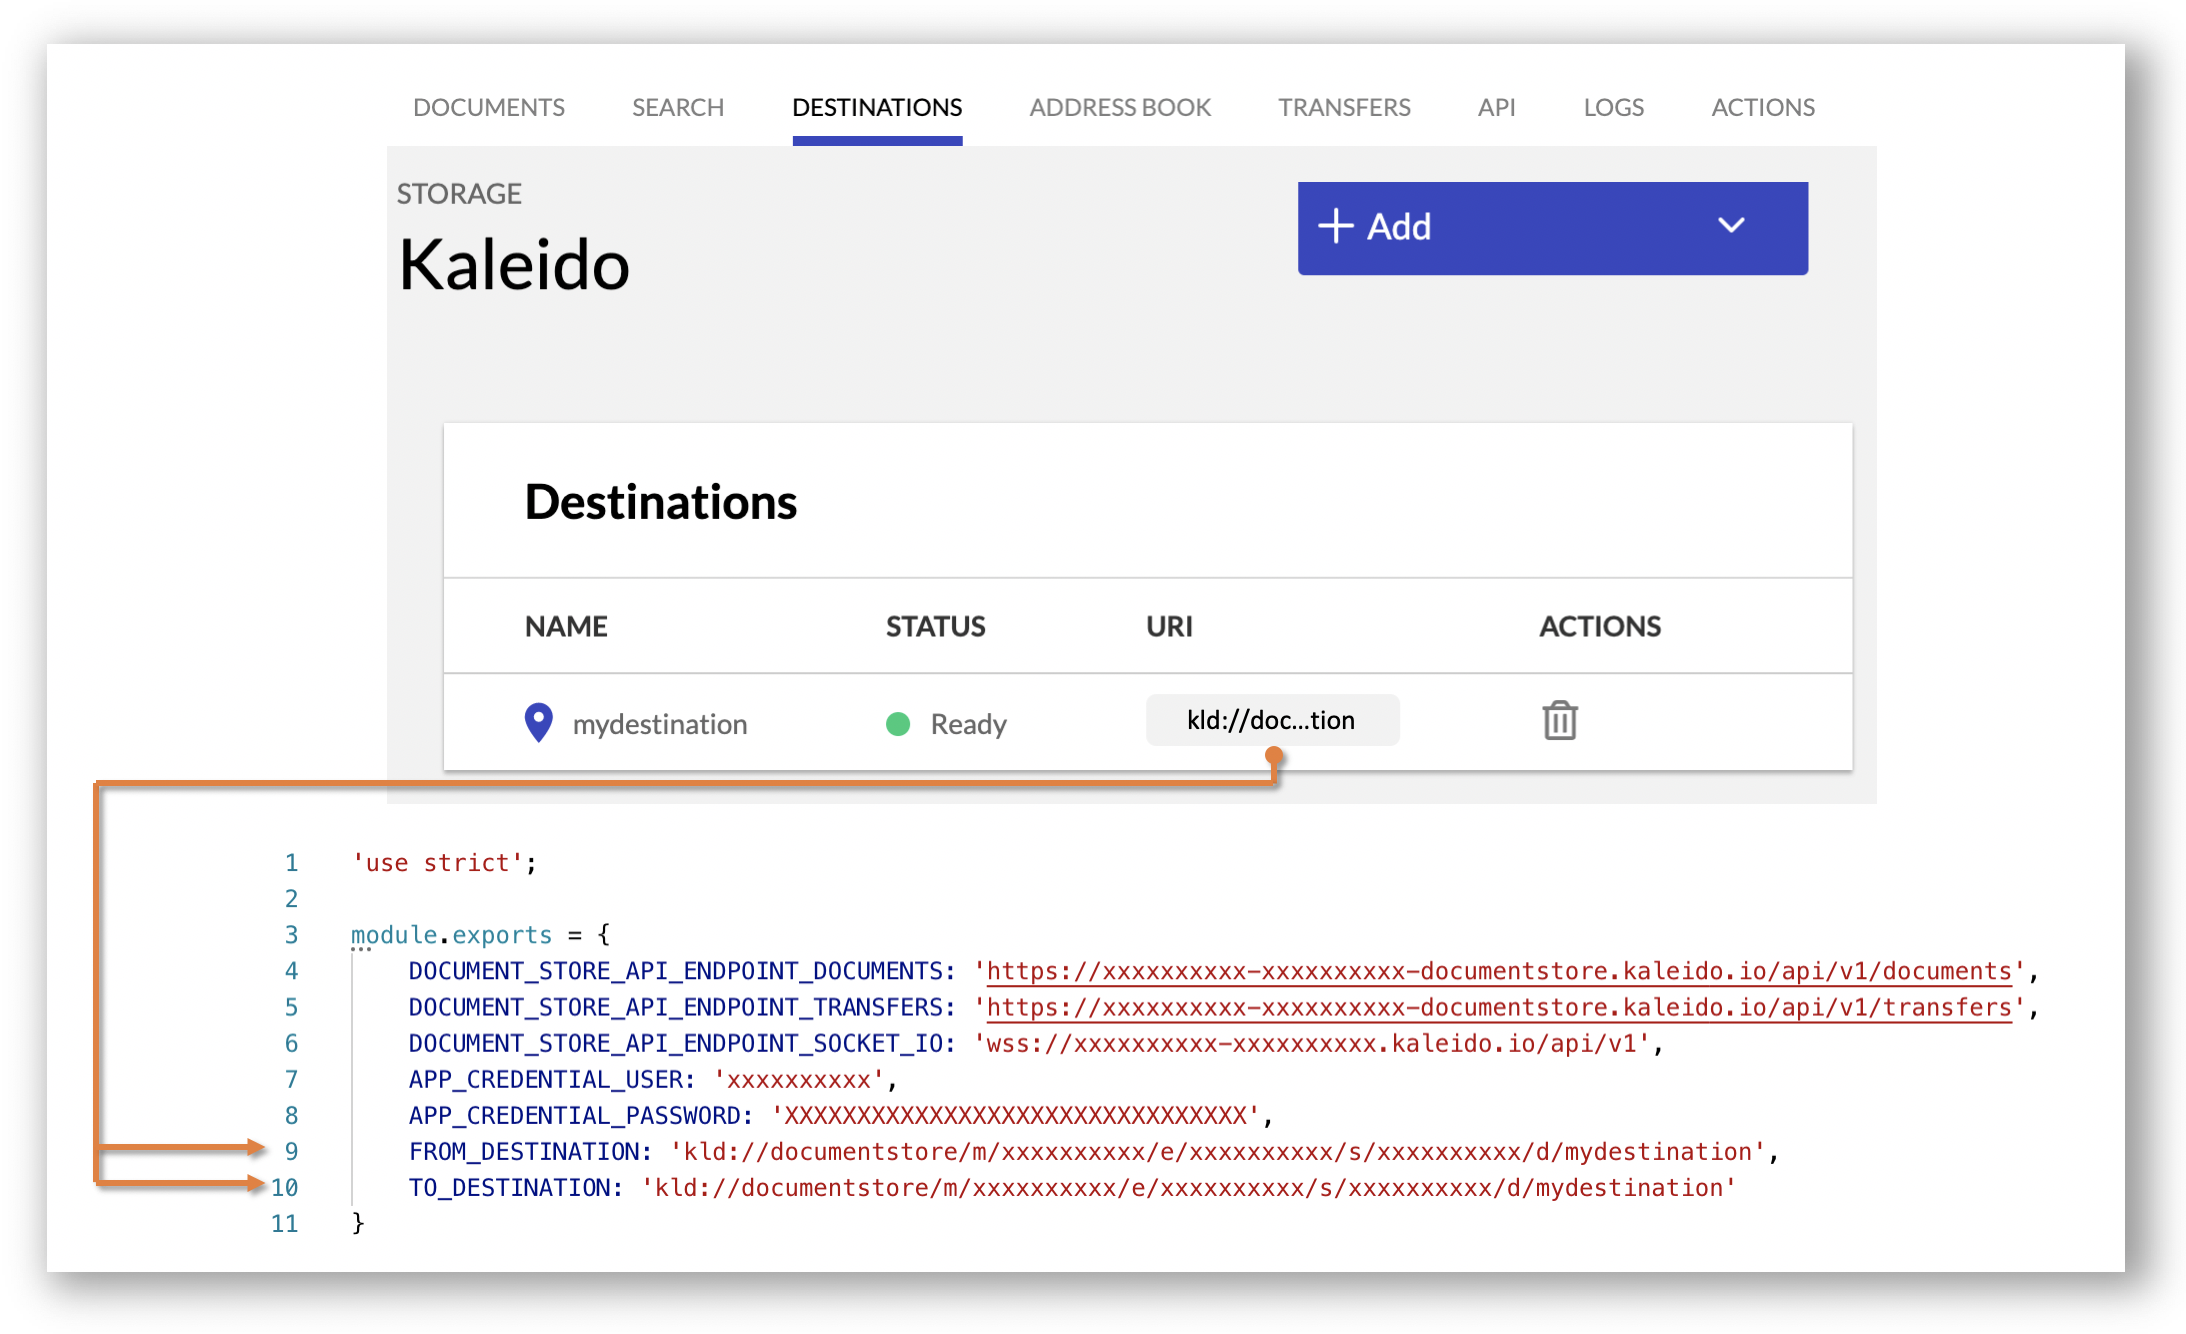 DOCUMENTS SEARCH DESTINATIONS ADDRESS BOOK TRANSFERS API LOGS ACTIONS
STORAGE
Kaleido
+ Add
Destinations
NAME STATUS URI ACTIONS
mydestination Ready kld://doc...tion
1 'use strict';
2
3 module.exports = {
4 DOCUMENT_STORE_API_ENDPOINT_DOCUMENTS: 'https://xxxxxxxxxx-xxxxxxxxxx-documentstore.kaleido.io/api/v1/documents',
5 DOCUMENT_STORE_API_ENDPOINT_TRANSFERS: 'https://xxxxxxxxxx-xxxxxxxxxx-documentstore.kaleido.io/api/v1/transfers',
6 DOCUMENT_STORE_API_ENDPOINT_SOCKET_IO: 'wss://xxxxxxxxxx-xxxxxxxxxx.kaleido.io/api/v1',
7 APP_CREDENTIAL_USER: 'xxxxxxxxxx',
8 APP_CREDENTIAL_PASSWORD: 'XXXXXXXXXXXXXXXXXXXXXXXXXXXXXXXX',
9 FROM_DESTINATION: 'kld://documentstore/m/xxxxxxxxxx/e/xxxxxxxxxx/s/xxxxxxxxxx/d/mydestination',
10 TO_DESTINATION: 'kld://documentstore/m/xxxxxxxxxx/e/xxxxxxxxxx/s/xxxxxxxxxx/d/mydestination'
11 }